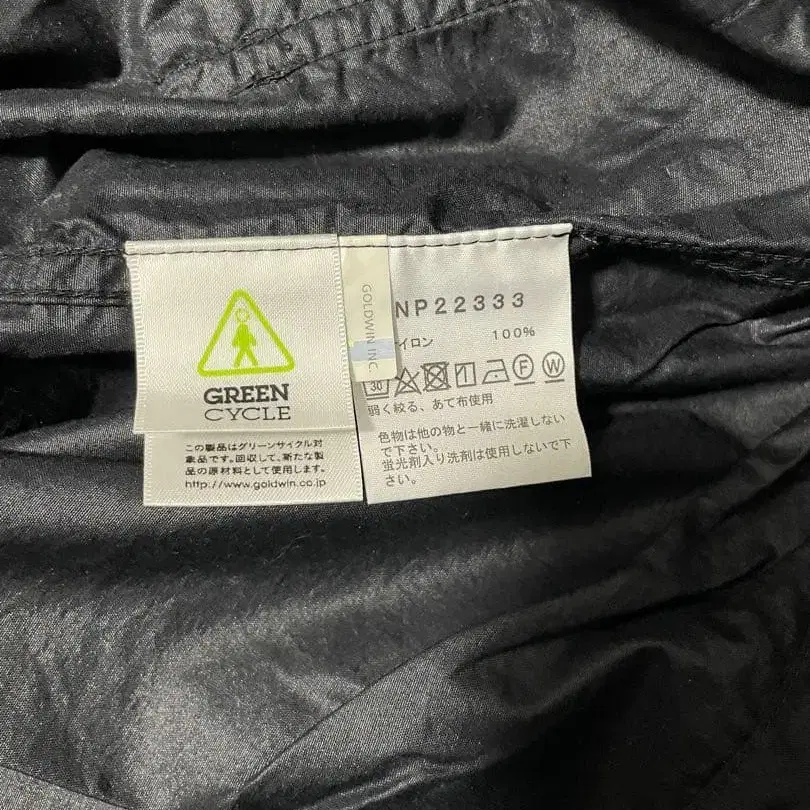 GREEN
CYCLE
この製品はグリーンサイクル対
象品です。回収して、新たな製
品の原材料として使用します。
http://www.goldwin.co.jp
GOLDWIN INC.
NP22333
イロン 100%
30
F W
弱く絞る、あて布使用
色物は他の物と一緒に洗濯しない
で下さい。
蛍光剤入り洗剤は使用しないで下
さい。